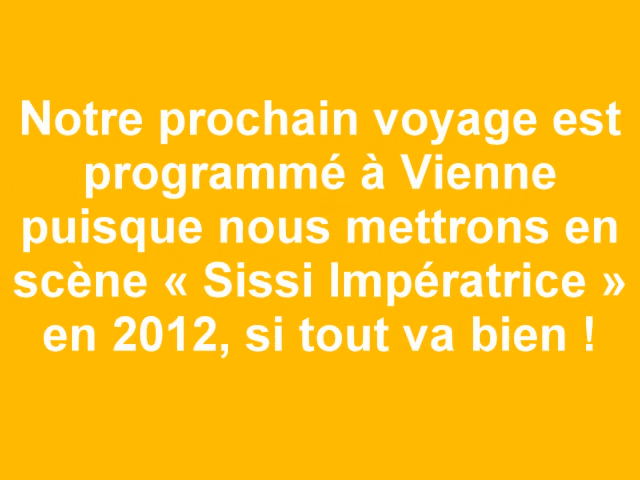 Notre prochain voyage est
programmé à Vienne
puisque nous mettrons en
scène « Sissi Impératrice »
en 2012, si tout va bien !